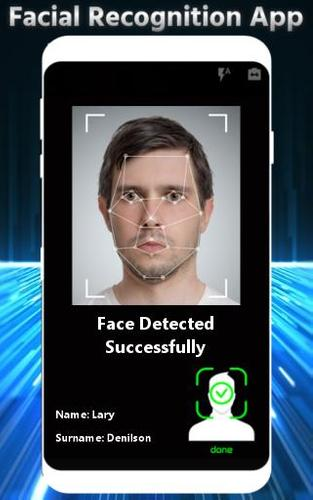 Facial Recognition App
A
Face Detected
Successfully
Name: Lary
Surname: Denilson
done